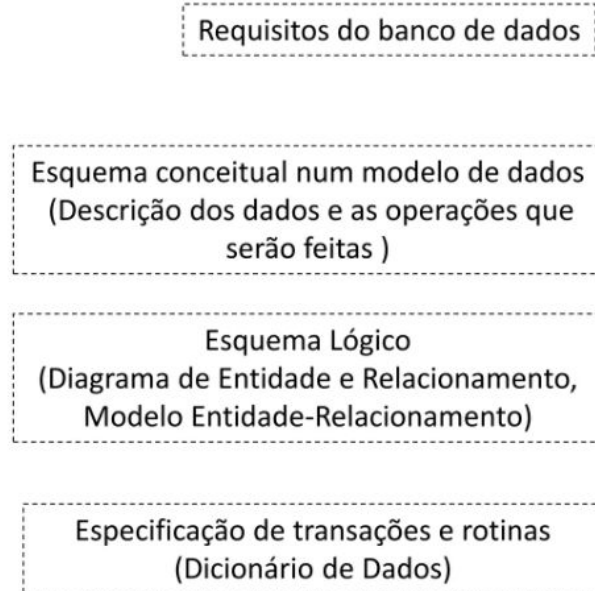 Requisitos do banco de dados
Esquema conceitual num modelo de dados
(Descrição dos dados e as operações que
serão feitas )
Esquema Lógico
(Diagrama de Entidade e Relacionamento,
Modelo Entidade-Relacionamento)
Especificação de transações e rotinas
(Dicionário de Dados)